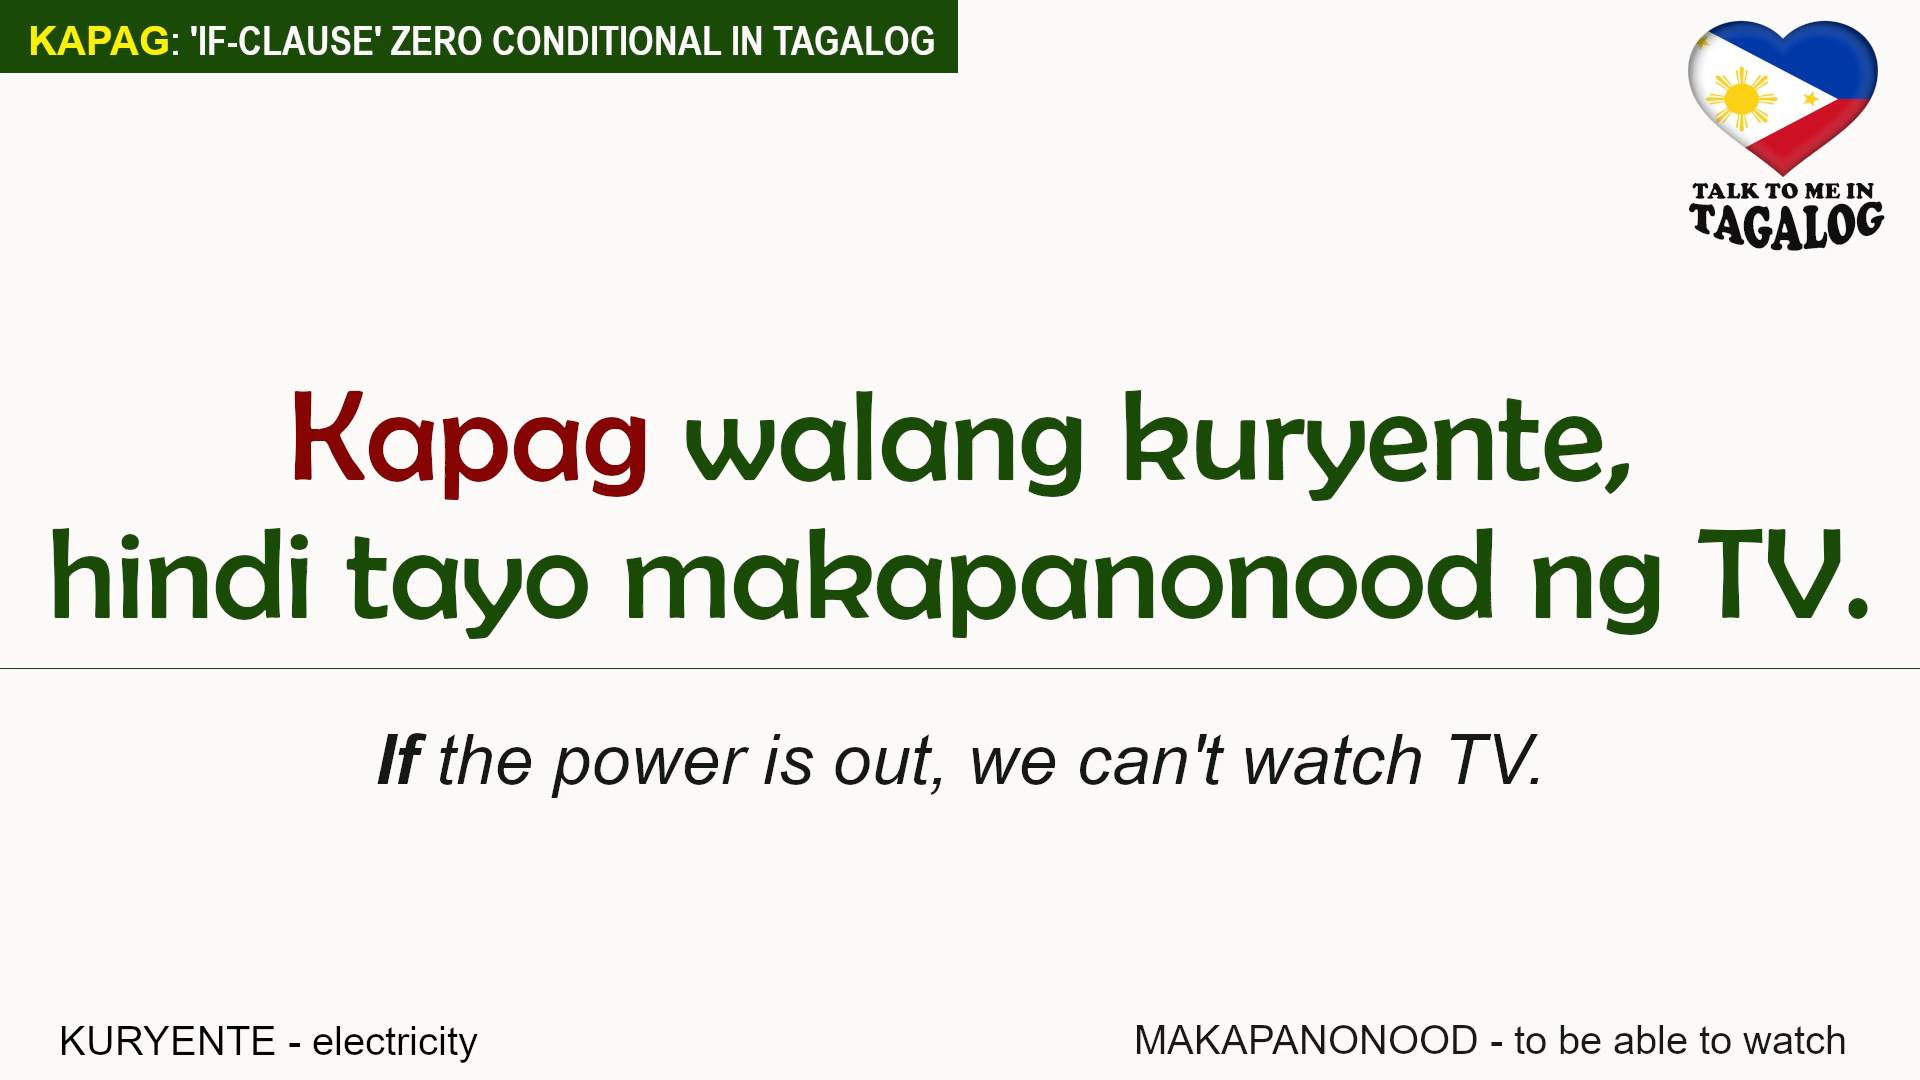 KAPAG: 'IF-CLAUSE' ZERO CONDITIONAL IN TAGALOG
TALK TO ME IN
TAGALOG
Kapag walang kuryente,
hindi tayo makapanonood ng TV.
If the power is out, we can't watch TV.
KURYENTE - electricity
MAKAPANONOOD - to be able to watch